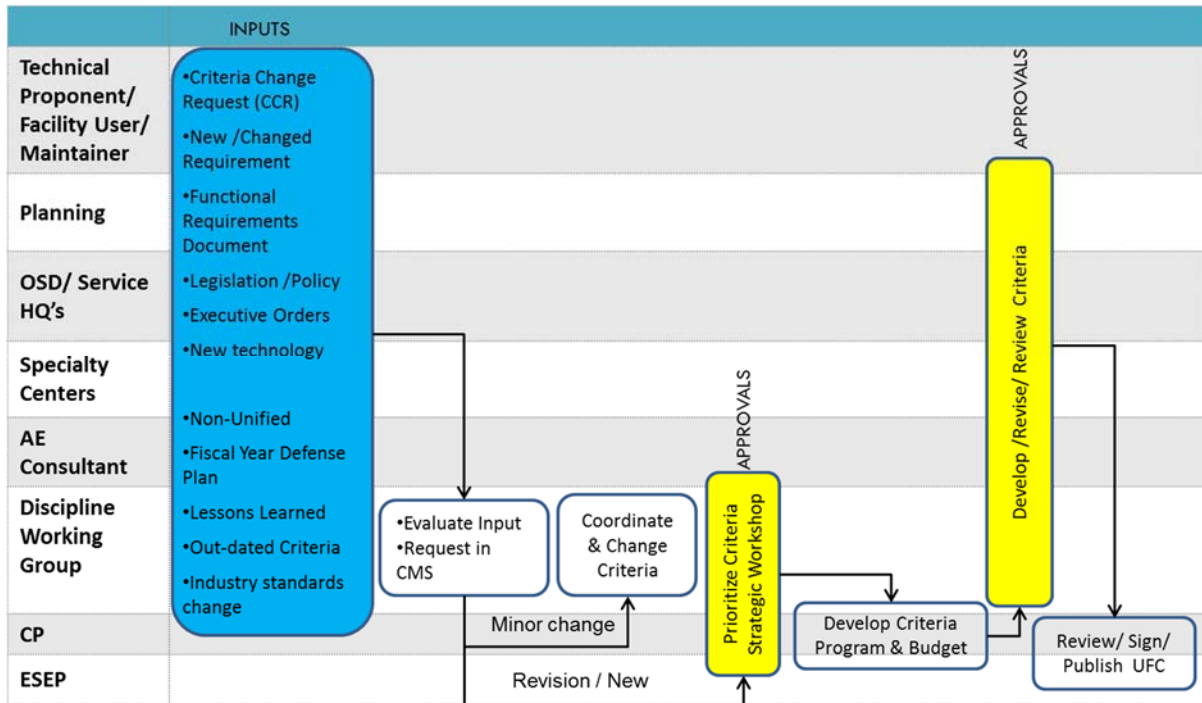 INPUTS
Technical
Proponent/
Facility User/
Maintainer
Planning
OSD/ Service
HQ's
Specialty
Centers
AE
Consultant
Discipline
Working
Group
CP
ESEP
•Criteria Change
Request (CCR)
•New /Changed
Requirement
•Functional
Requirements
Document
•Legislation /Policy
•Executive Orders
•New technology
•Non-Unified
•Fiscal Year Defense
Plan
•Lessons Learned
•Out-dated Criteria
•Industry standards
change
•Evaluate Input
•Request in
CMS
Coordinate
& Change
Criteria
Minor change
Revision / New
APPROVALS
Prioritize Criteria
Strategic Workshop
Develop Criteria
Program & Budget
APPROVALS
Develop /Revise/ Review Criteria
Review/ Sign/
Publish UFC